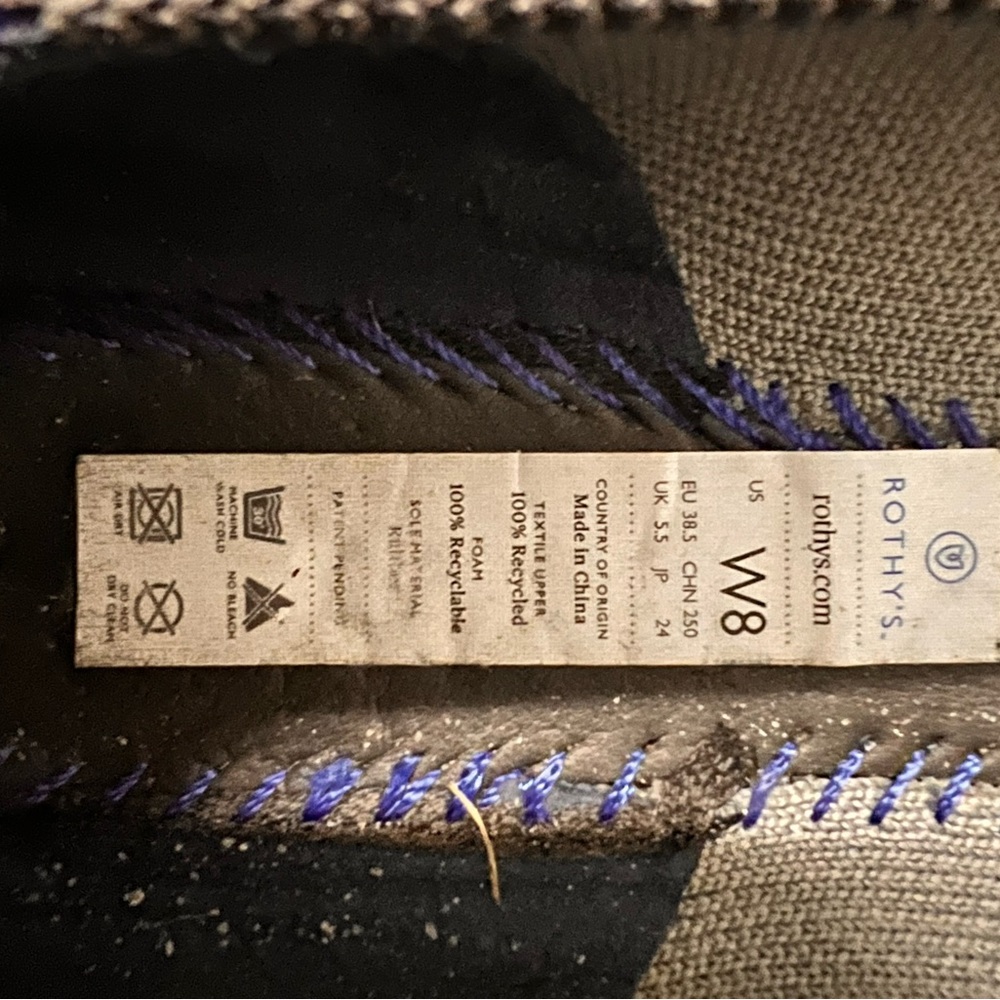 ROTHY'S.
rothys.com
US
W8
EU 38.5 CHN 250
UK 5.5 JP 24
COUNTRY OF ORIGIN
Made in China
TEXTILE UPPER
100% Recycled
FOAM
100% Recyclable
SOLE MATERIAL
Rubber
PATENT PENDING
30°
MACHINE
WASH COLD
NO BLEACH
AIR DRY
DO NOT
DRY CLEAN